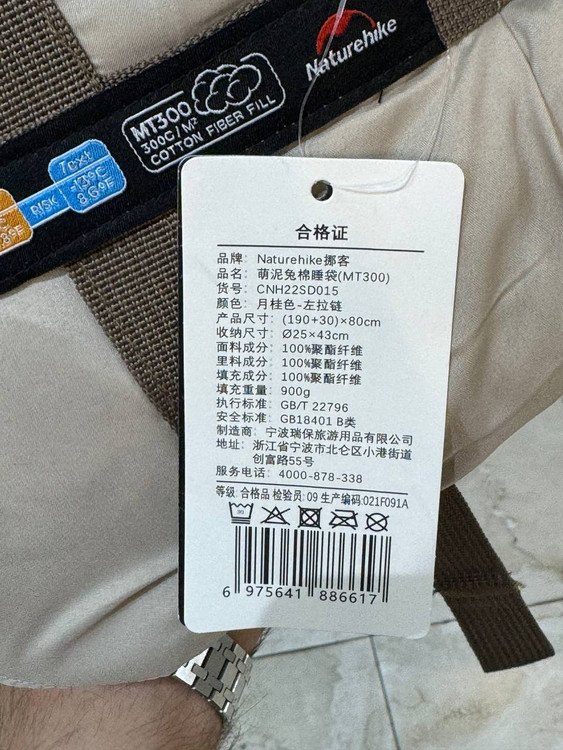 Naturehike
MT300
300G/M²
COTTON FIBER FILL
Text
-13°C
8.6°F
RISK
合格证
品牌: Naturehike挪客
品名: 萌泥兔棉睡袋(MT300)
货号: CNH22SD015
颜色: 月桂色-左拉链
产品尺寸: (190+30)×80cm
收纳尺寸: Ø25×43cm
面料成分: 100%聚酯纤维
里料成分: 100%聚酯纤维
填充成分: 100%聚酯纤维
填充重量: 900g
执行标准: GB/T 22796
安全标准: GB18401 B类
制造商: 宁波瑞保旅游用品有限公司
地址: 浙江省宁波市北仑区小港街道
创富路55号
服务电话: 4000-878-338
等级: 合格品 检验员: 09 生产编码:021F091A
6 975641 886617